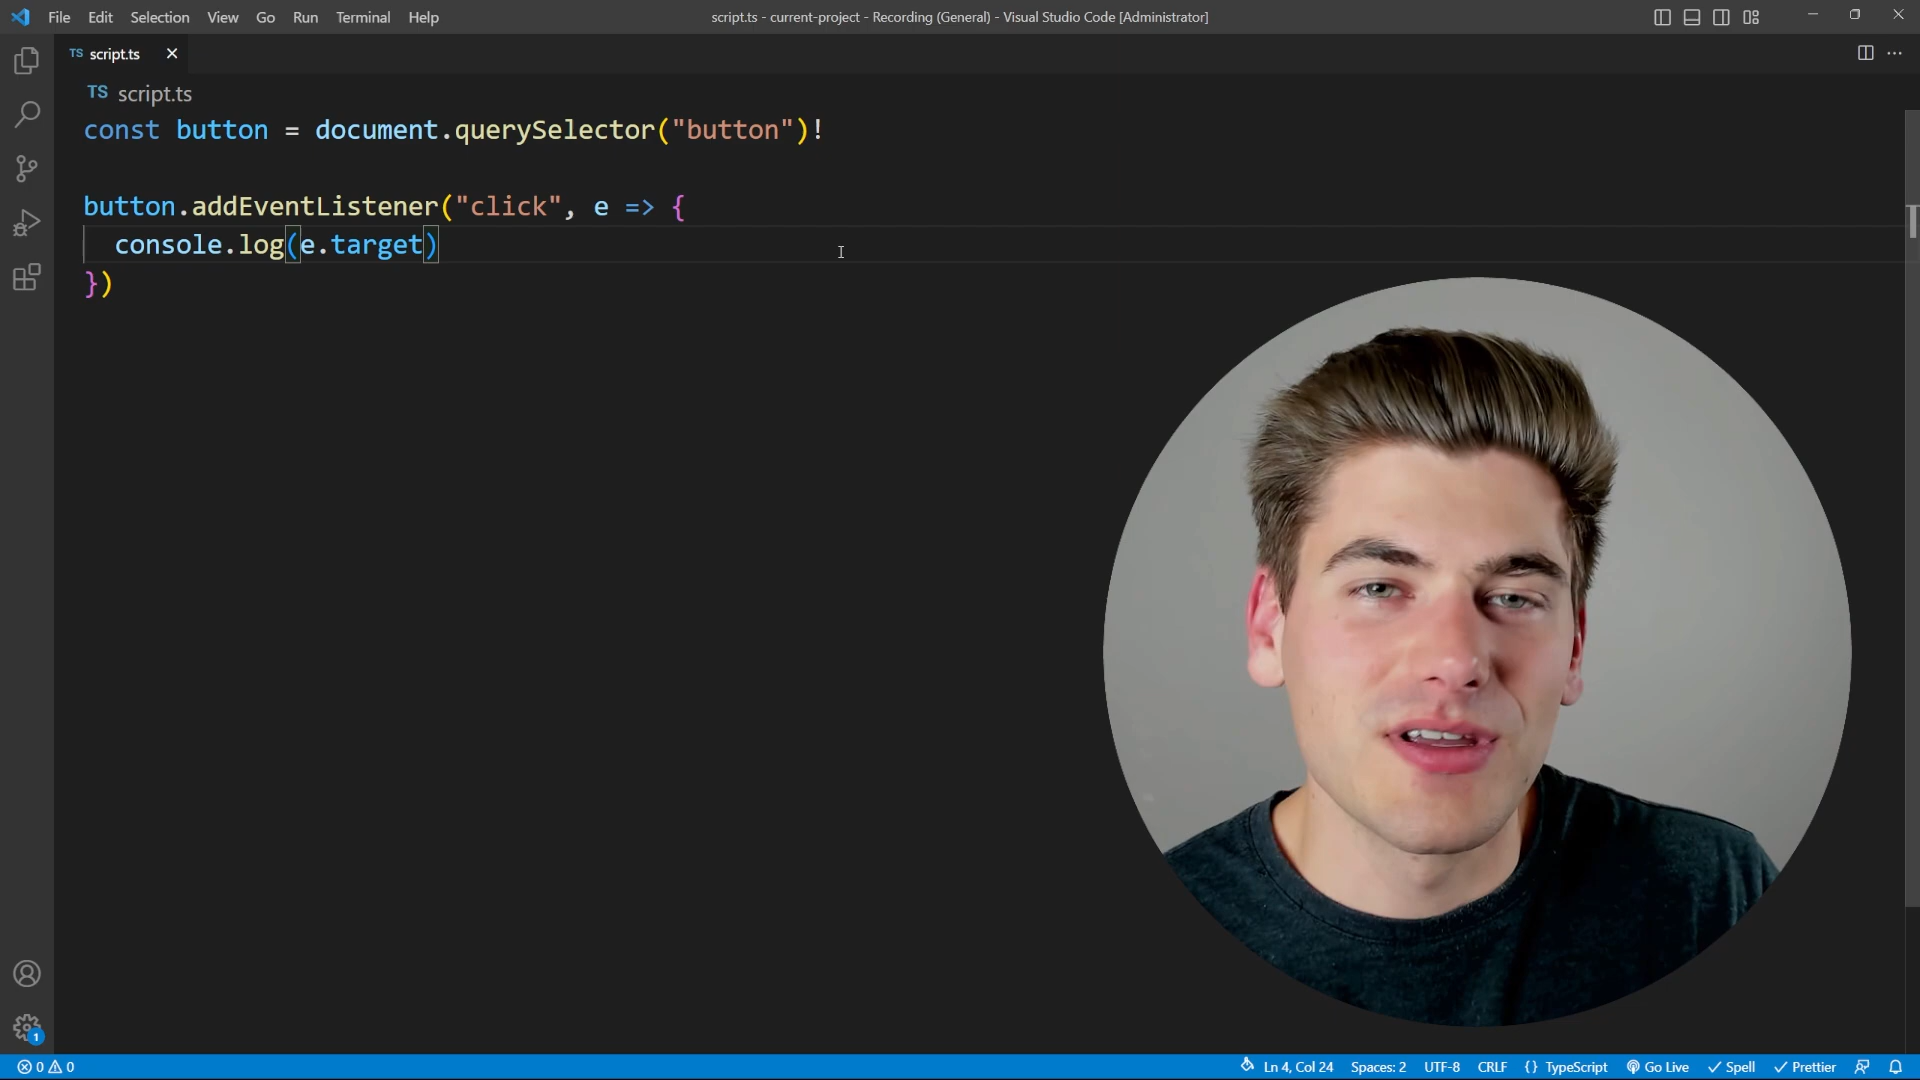 File Edit Selection View Go Run Terminal Help
script.ts - current-project - Recording (General) - Visual Studio Code [Administrator]
TS script.ts
TS script.ts
const button = document.querySelector("button")!
button.addEventListener("click", e => {
console.log(e.target)
})
1
0 0
Ln 4, Col 24 Spaces: 2 UTF-8 CRLF {} TypeScript Go Live Spell Prettier